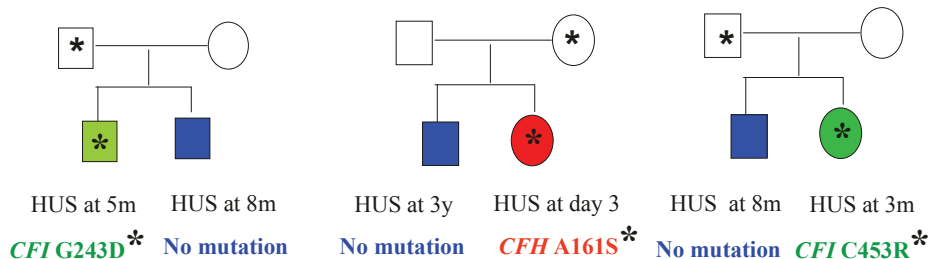 * * *
* * *
HUS at 5m HUS at 8m HUS at 3y HUS at day 3 HUS at 8m HUS at 3m
CFI G243D* No mutation No mutation CFH A161S* No mutation CFI C453R*